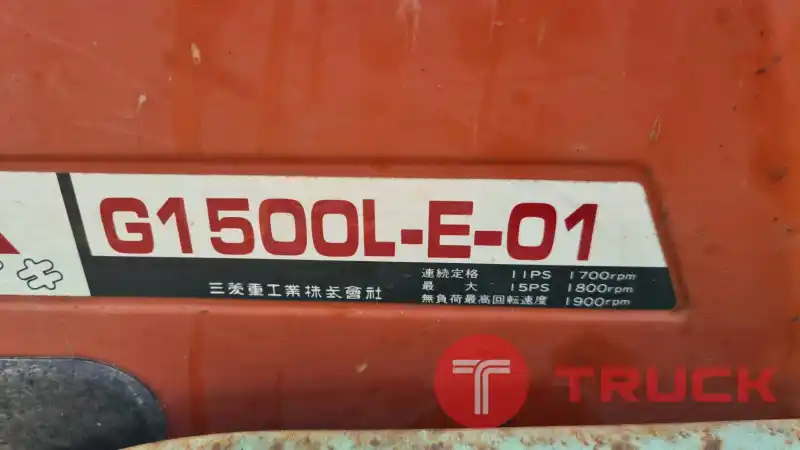 G1500L-E-01
三菱重工業株式會社
連続定格 11PS 1700rpm
最大 15PS 1800rpm
無負荷最高回転速度 1900rpm
TRUCK